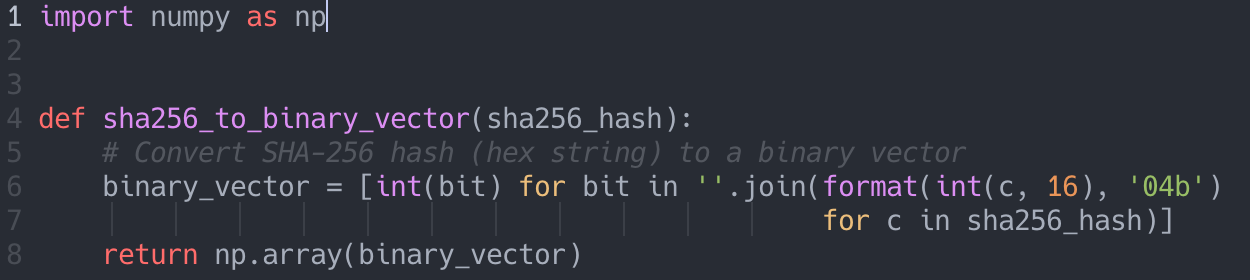 1 import numpy as np
2
3
4 def sha256_to_binary_vector(sha256_hash):
5     # Convert SHA-256 hash (hex string) to a binary vector
6     binary_vector = [int(bit) for bit in ''.join(format(int(c, 16), '04b')
7                                                  for c in sha256_hash)]
8     return np.array(binary_vector)